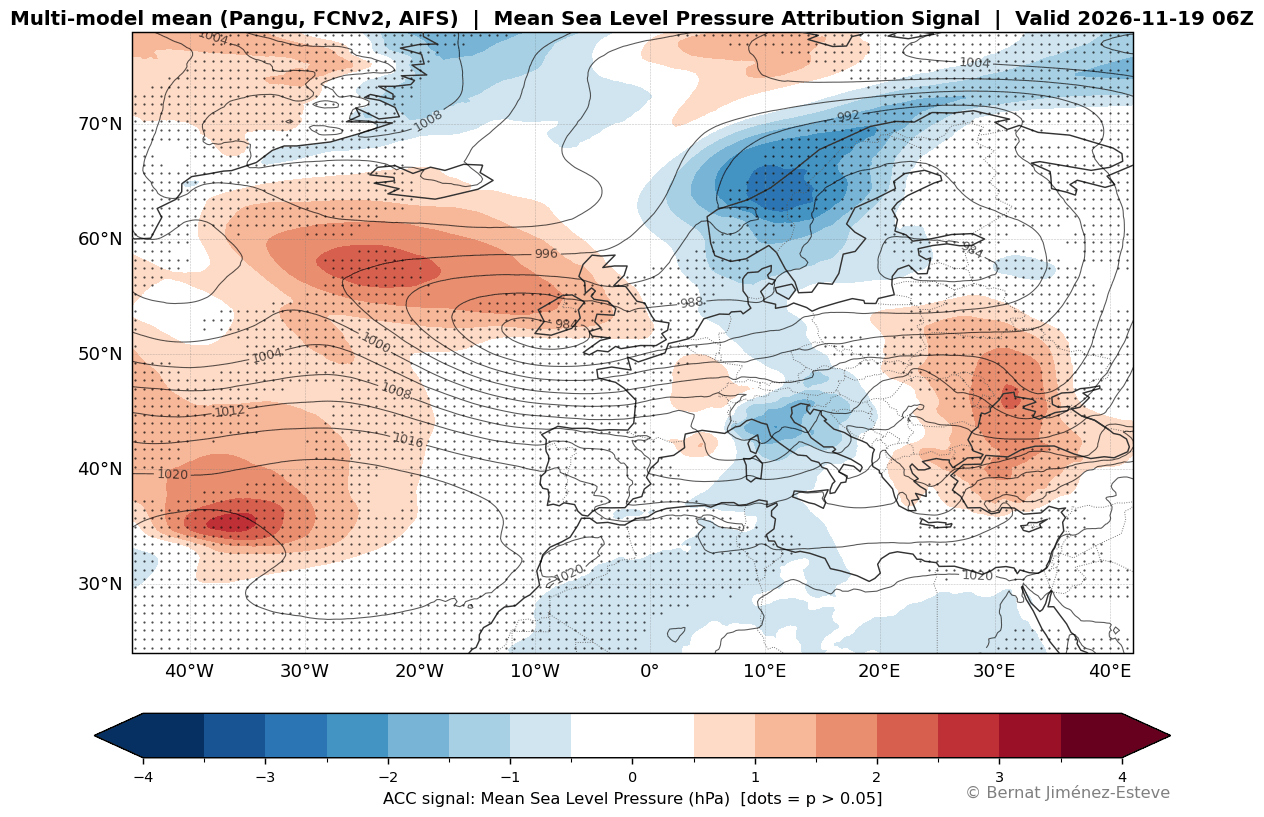 Multi-model mean (Pangu, FCNv2, AIFS)  |  Mean Sea Level Pressure Attribution Signal  |  Valid 2026-11-19 06Z
1004
1004
70°N
1008
992
60°N
996
984
988
984
50°N
1000
1004
1008
1012
1016
40°N
1020
30°N
1020
1020
40°W 30°W 20°W 10°W 0° 10°E 20°E 30°E 40°E
−4 −3 −2 −1 0 1 2 3 4
ACC signal: Mean Sea Level Pressure (hPa)  [dots = p > 0.05]
© Bernat Jiménez-Esteve